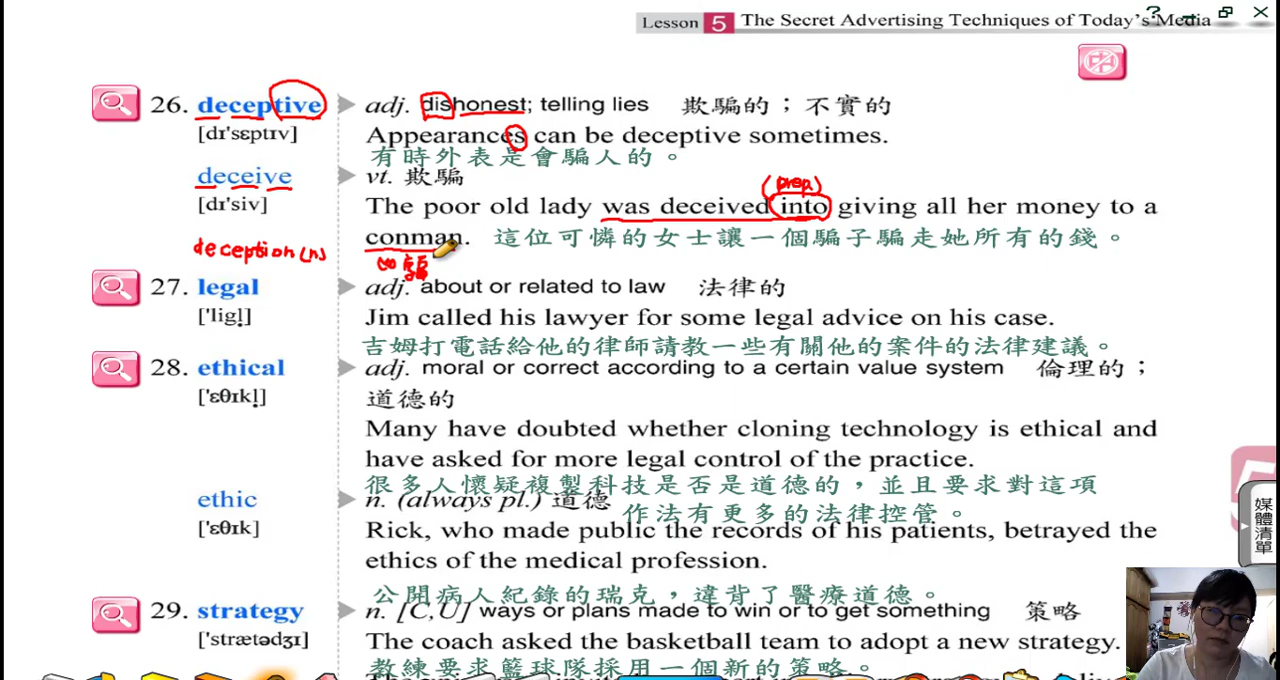 Lesson 5 The Secret Advertising Techniques of Today's Media
26. deceptive adj. dishonest; telling lies 欺騙的；不實的
[dɪ'sɛptɪv] Appearances can be deceptive sometimes.
有時外表是會騙人的。
deceive vt. 欺騙
(prep)
[dɪ'siv] The poor old lady was deceived into giving all her money to a
conman. 這位可憐的女士讓一個騙子騙走她所有的錢。
deception (n)
騙
27. legal adj. about or related to law 法律的
['ligḷ] Jim called his lawyer for some legal advice on his case.
吉姆打電話給他的律師請教一些有關他的案件的法律建議。
28. ethical adj. moral or correct according to a certain value system 倫理的；
['ɛθɪkḷ] 道德的
Many have doubted whether cloning technology is ethical and
have asked for more legal control of the practice.
很多人懷疑複製科技是否是道德的，並且要求對這項
ethic n. (always pl.) 道德
作法有更多的法律控管。
['ɛθɪk] Rick, who made public the records of his patients, betrayed the
ethics of the medical profession.
公開病人紀錄的瑞克，違背了醫療道德。
29. strategy n. [C,U] ways or plans made to win or to get something 策略
['strætədʒɪ] The coach asked the basketball team to adopt a new strategy.
教練要求籃球隊採用一個新的策略。
媒體清單